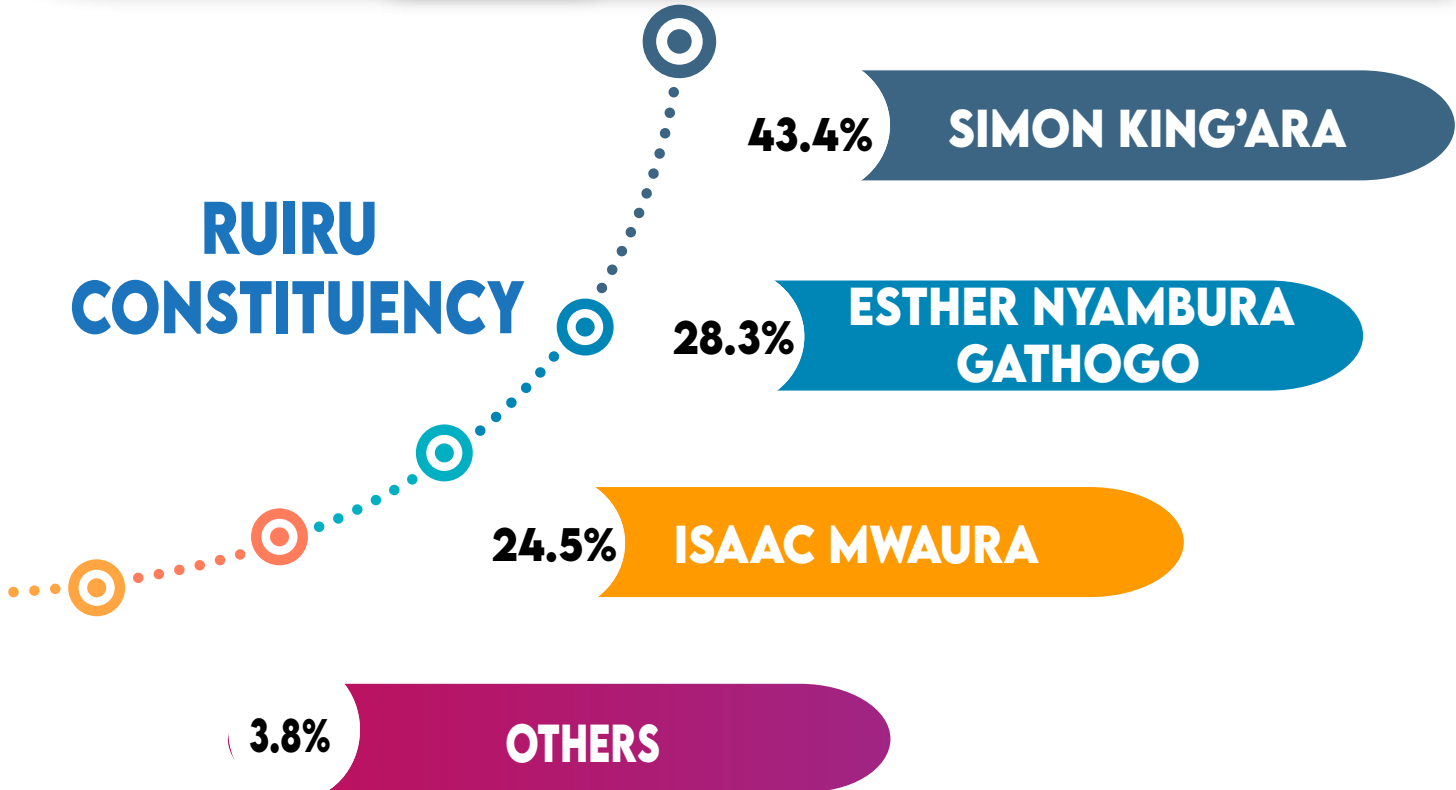 43.4%
SIMON KING’ARA
RUIRU
CONSTITUENCY
28.3%
ESTHER NYAMBURA
GATHOGO
24.5%
ISAAC MWAURA
3.8%
OTHERS